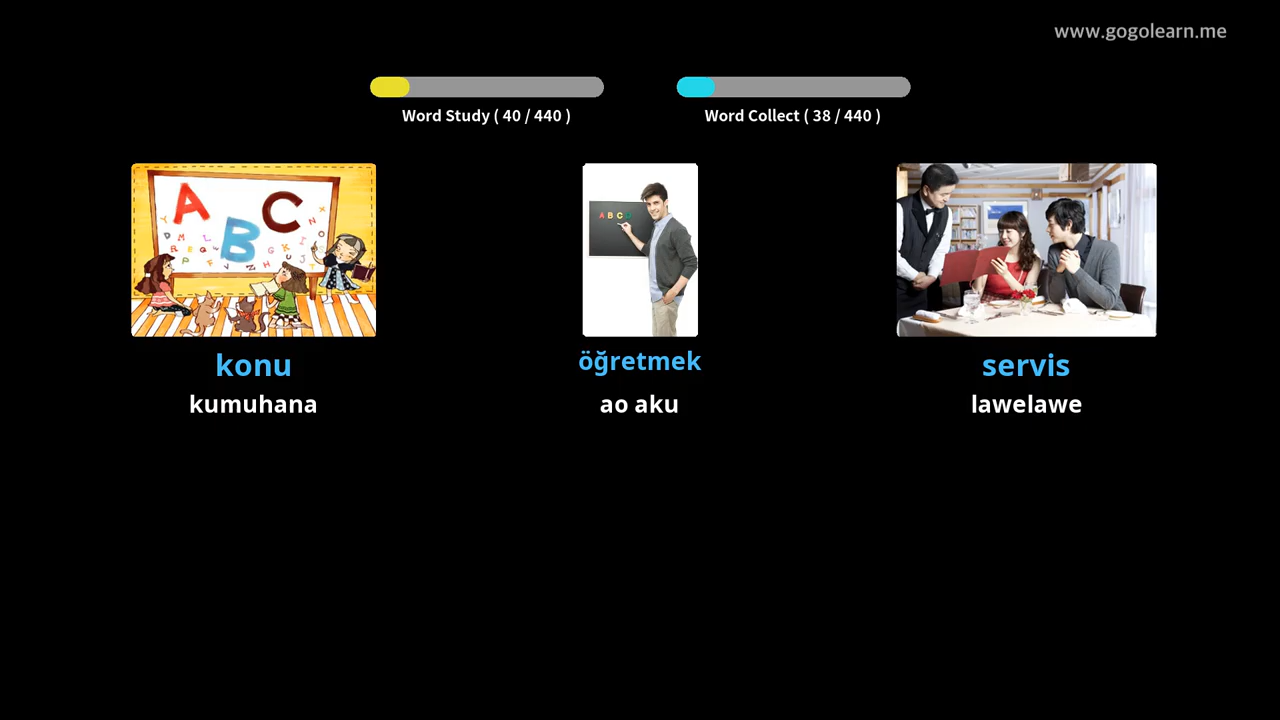 www.gogolearn.me
Word Study ( 40 / 440 )
Word Collect ( 38 / 440 )
A B C
A B C D
konu
öğretmek
servis
kumuhana
ao aku
lawelawe